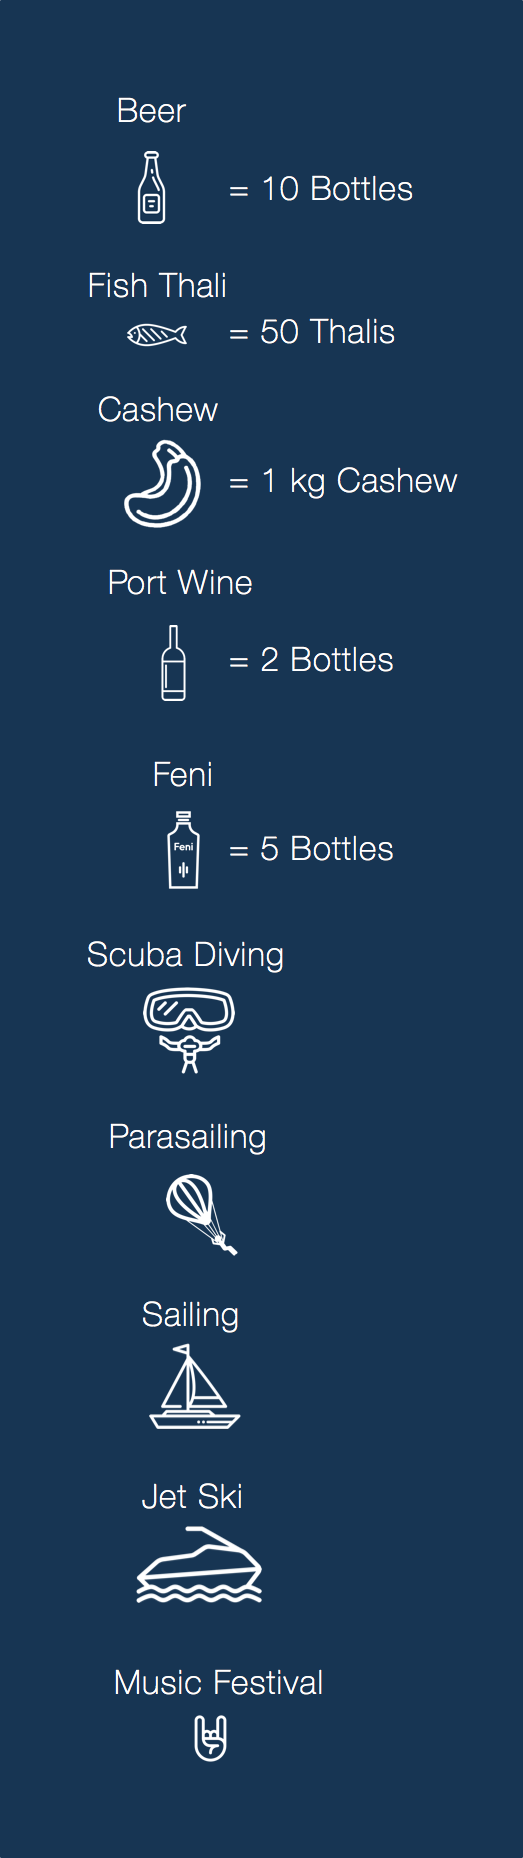 Beer
= 10 Bottles
Fish Thali
= 50 Thalis
Cashew
= 1 kg Cashew
Port Wine
= 2 Bottles
Feni
Feni
= 5 Bottles
Scuba Diving
Parasailing
Sailing
Jet Ski
Music Festival